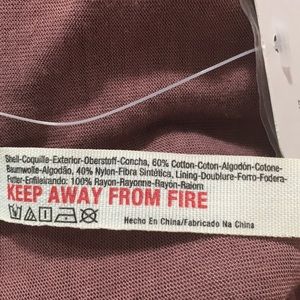 Shell-Coquille-Exterior-Oberstoff-Concha, 60% Cotton-Coton-Algodón-Cotone-
Baumwolle-Algodão, 40% Nylon-Fibra Sintética, Lining-Doublure-Forro-Fodera-
Futter-Enfileirando: 100% Rayon-Rayonne-Rayón-Raiom
KEEP AWAY FROM FIRE
Hecho En China/Fabricado Na China